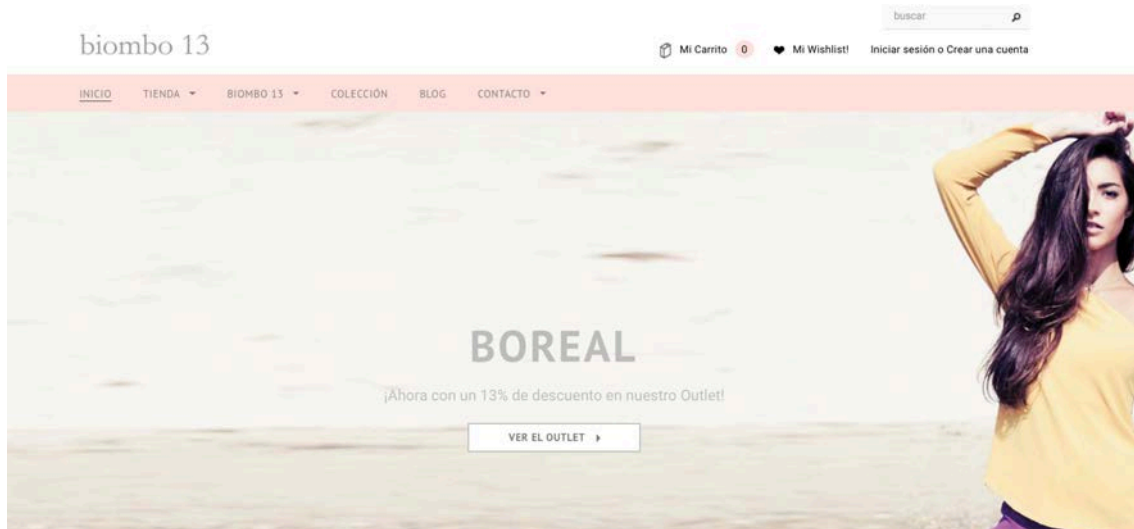 buscar
biombo 13
Mi Carrito 0 Mi Wishlist! Iniciar sesión o Crear una cuenta
INICIO TIENDA BIOMBO 13 COLECCIÓN BLOG CONTACTO
BOREAL
¡Ahora con un 13% de descuento en nuestro Outlet!
VER EL OUTLET